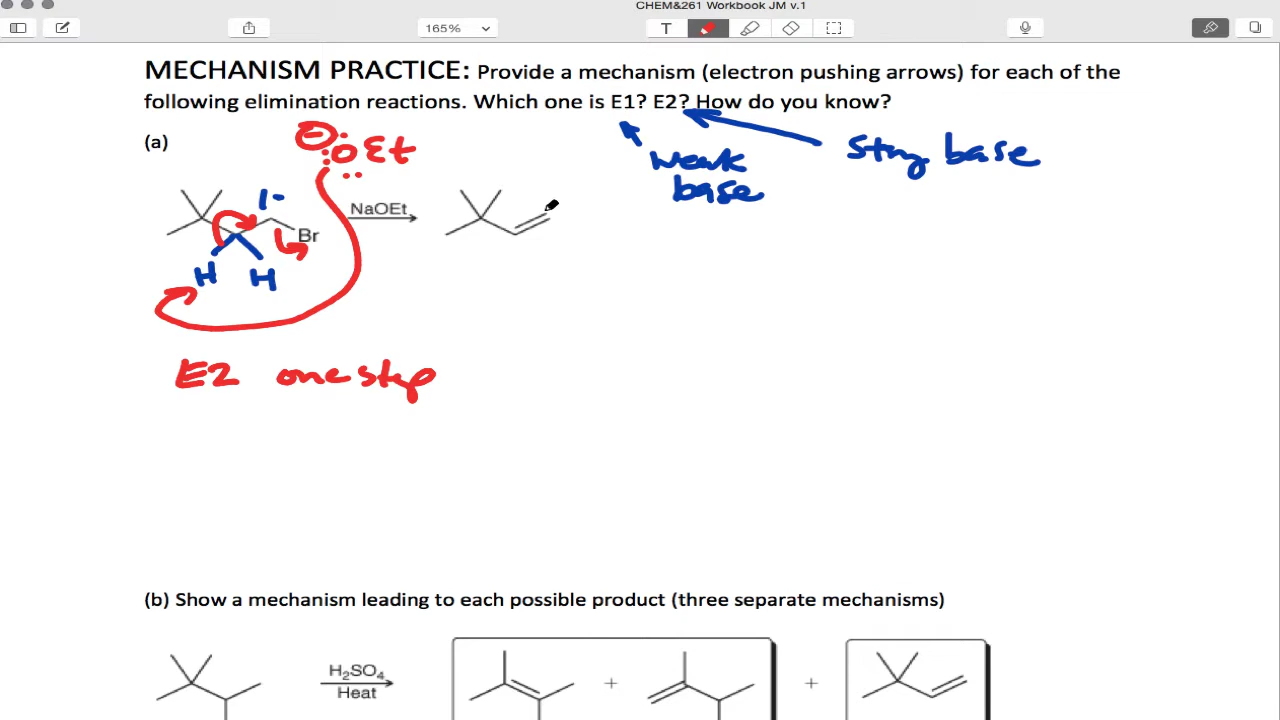 CHEM&261 Workbook JM v.1
165%
T
MECHANISM PRACTICE: Provide a mechanism (electron pushing arrows) for each of the
following elimination reactions. Which one is E1? E2? How do you know?
(a)
OEt
weak
base
strng base
1°
NaOEt
Br
H H
E2 one step
(b) Show a mechanism leading to each possible product (three separate mechanisms)
H2SO4
Heat
+ +